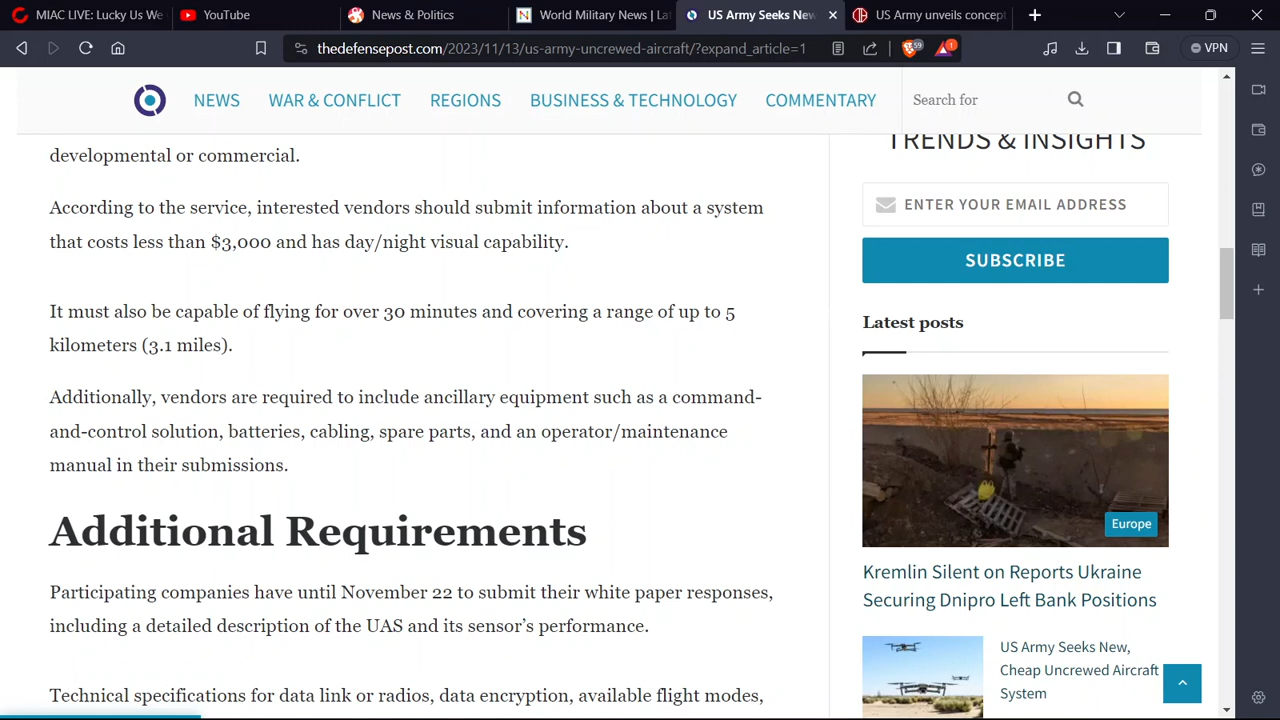 MIAC LIVE: Lucky Us We
YouTube
News & Politics
World Military News | La
US Army Seeks New
US Army unveils concept
thedefensepost.com/2023/11/13/us-army-uncrewed-aircraft/?expand_article=1
59
1
VPN
NEWS
WAR & CONFLICT
REGIONS
BUSINESS & TECHNOLOGY
COMMENTARY
Search for
developmental or commercial.
According to the service, interested vendors should submit information about a system
that costs less than $3,000 and has day/night visual capability.
It must also be capable of flying for over 30 minutes and covering a range of up to 5
kilometers (3.1 miles).
Additionally, vendors are required to include ancillary equipment such as a command-
and-control solution, batteries, cabling, spare parts, and an operator/maintenance
manual in their submissions.
Additional Requirements
Participating companies have until November 22 to submit their white paper responses,
including a detailed description of the UAS and its sensor's performance.
Technical specifications for data link or radios, data encryption, available flight modes,
TRENDS & INSIGHTS
ENTER YOUR EMAIL ADDRESS
SUBSCRIBE
Latest posts
Europe
Kremlin Silent on Reports Ukraine
Securing Dnipro Left Bank Positions
US Army Seeks New,
Cheap Uncrewed Aircraft
System